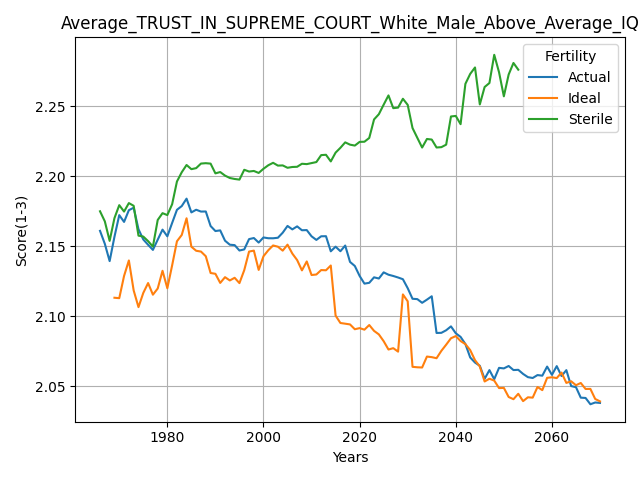 Average_TRUST_IN_SUPREME_COURT_White_Male_Above_Average_IQ
Fertility
Actual
Ideal
Sterile
Score(1-3)
2.25
2.20
2.15
2.10
2.05
1980
2000
2020
2040
2060
Years